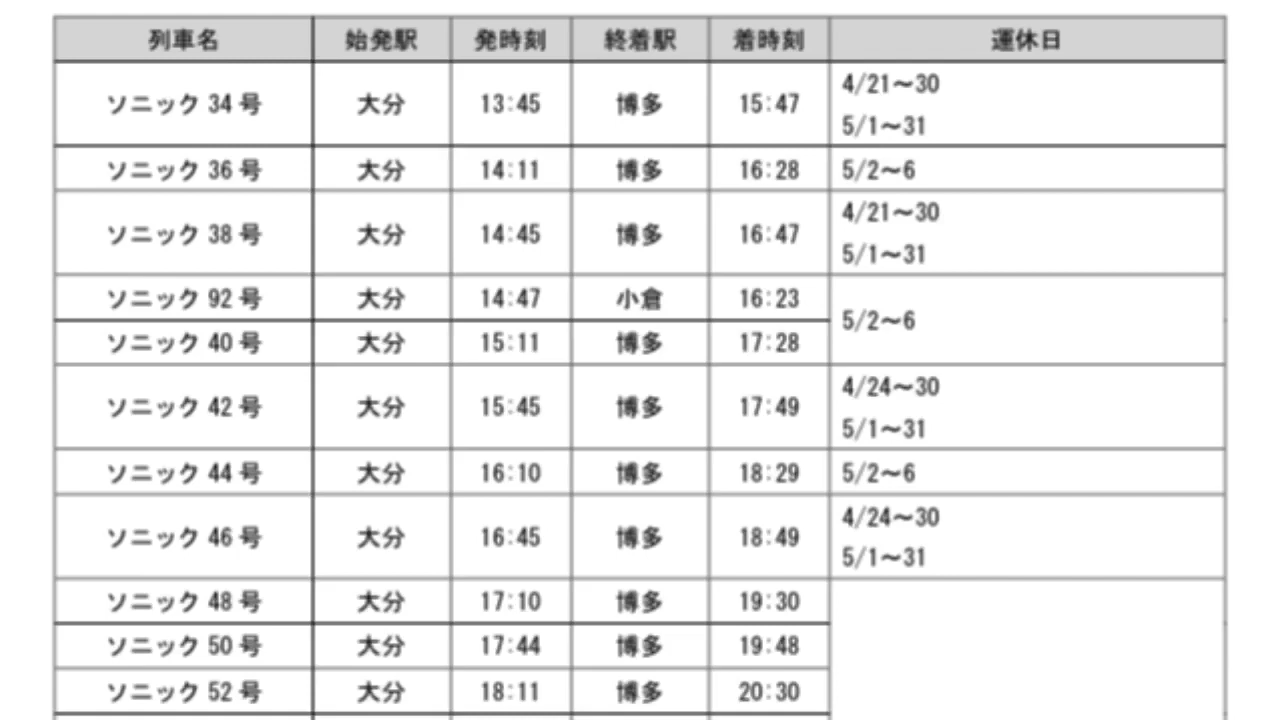 列車名 始発駅 発時刻 終着駅 着時刻 運休日
ソニック 34 号 大分 13:45 博多 15:47 4/21～30
5/1～31
ソニック 36 号 大分 14:11 博多 16:28 5/2～6
ソニック 38 号 大分 14:45 博多 16:47 4/21～30
5/1～31
ソニック 92 号 大分 14:47 小倉 16:23 5/2～6
ソニック 40 号 大分 15:11 博多 17:28
ソニック 42 号 大分 15:45 博多 17:49 4/24～30
5/1～31
ソニック 44 号 大分 16:10 博多 18:29 5/2～6
ソニック 46 号 大分 16:45 博多 18:49 4/24～30
5/1～31
ソニック 48 号 大分 17:10 博多 19:30
ソニック 50 号 大分 17:44 博多 19:48
ソニック 52 号 大分 18:11 博多 20:30